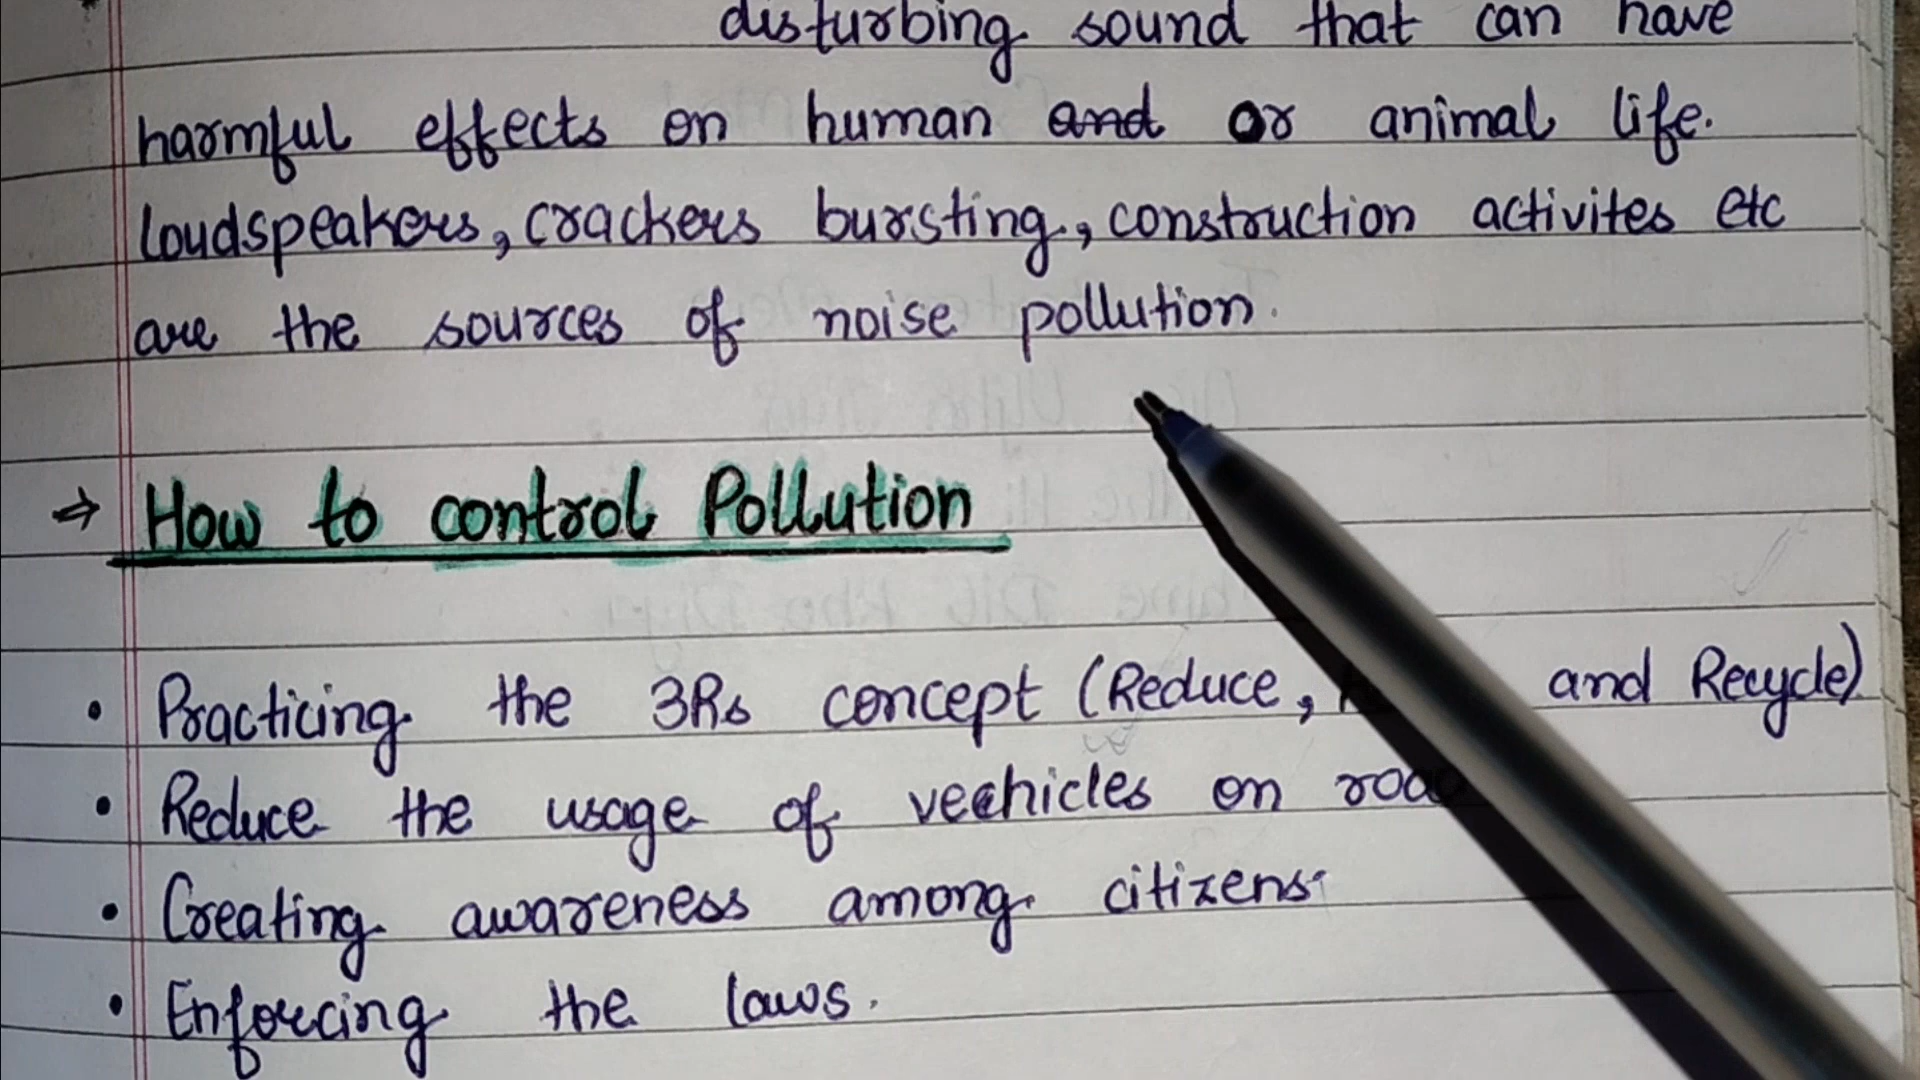 disturbing sound that can have
harmful effects on human and or animal life.
Loudspeakers, crackers bursting, construction activites etc
are the sources of noise pollution.
⇒ How to control Pollution
• Practicing the 3Rs concept (Reduce, and Recycle)
• Reduce the usage of vechicles on
• Creating awareness among citizens.
• Enforcing the laws.